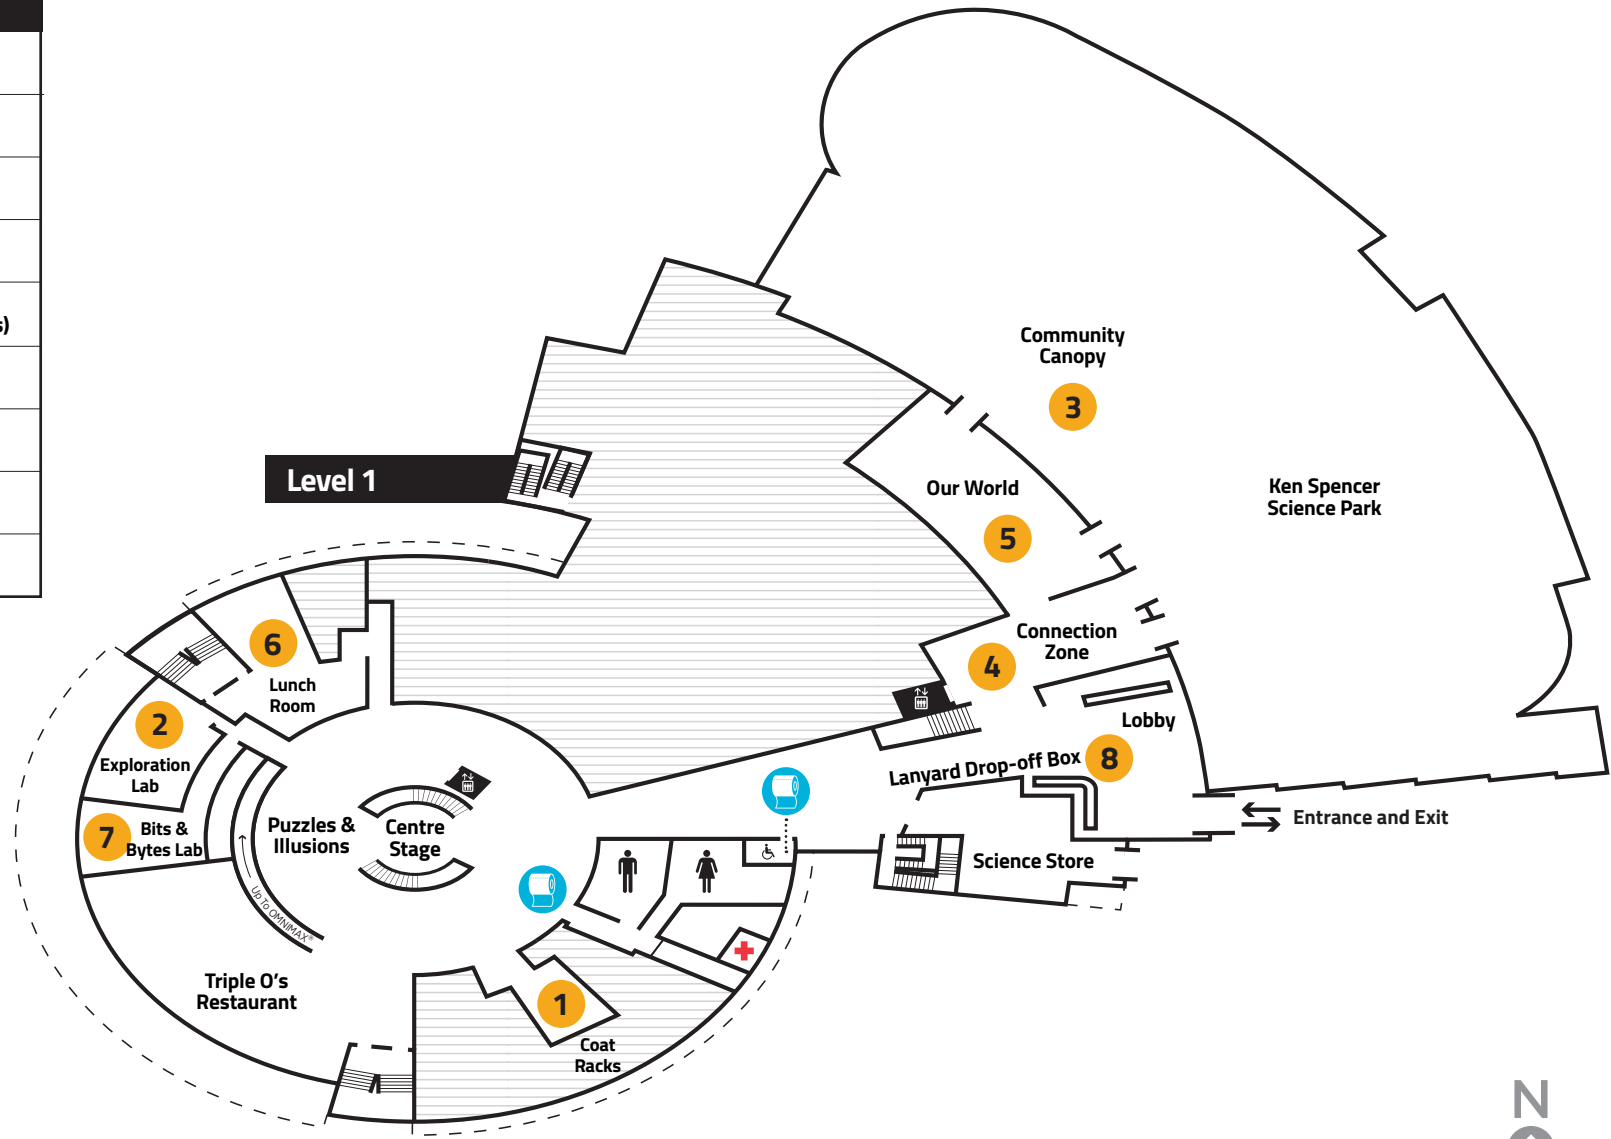 s)
Community
Canopy
3
Level 1
Our World
5
Ken Spencer
Science Park
6
Lunch
Room
Connection
Zone
4
2
Exploration
Lab
Lobby
Lanyard Drop-off Box
8
7
Bits &
Bytes Lab
Puzzles &
Illusions
Centre
Stage
Entrance and Exit
Science Store
Up To OMNIMAX®
Triple O's
Restaurant
1
Coat
Racks
N